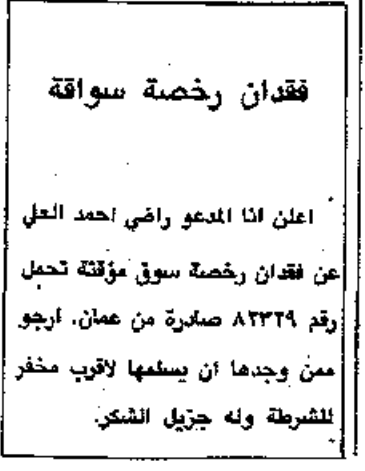 فقدان رخصة سواقة
اعلن انا المدعو راضي احمد العلي
عن فقدان رخصة سوق مؤقتة تحمل
رقم ٨٢٣٢٩ صادرة من عمان. ارجو
ممن وجدها ان يسلمها لاقرب مخفر
للشرطة وله جزيل الشكر.